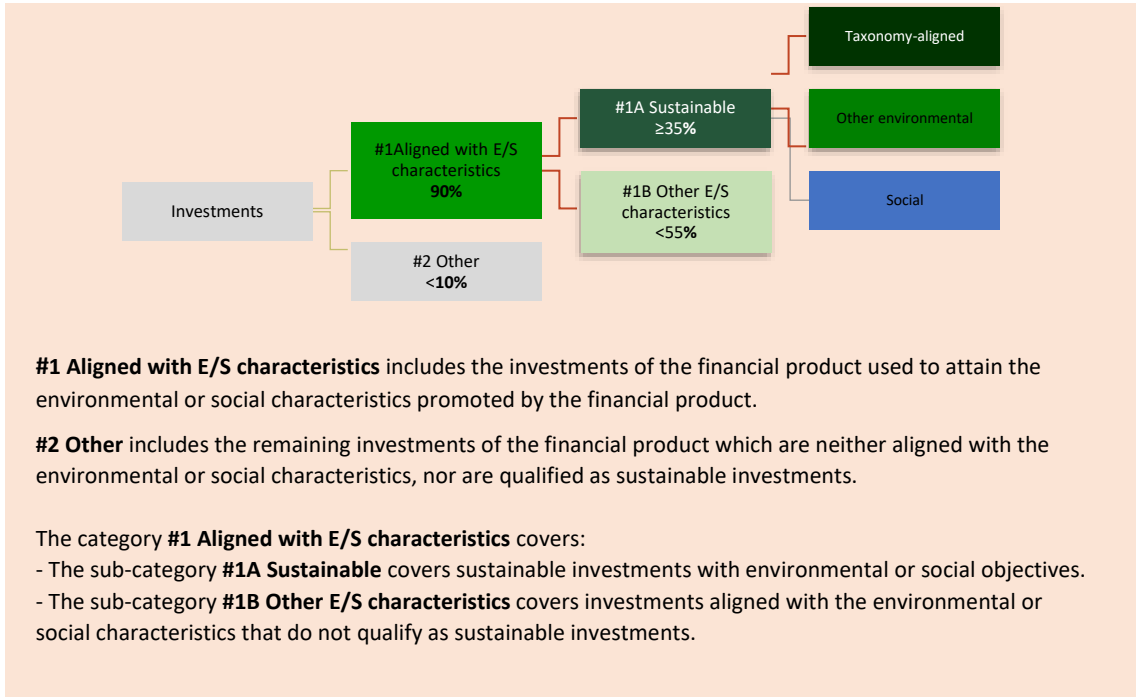 Taxonomy-aligned
#1A Sustainable
≥35%
Other environmental
#1Aligned with E/S
characteristics
90%
#1B Other E/S
characteristics
<55%
Social
Investments
#2 Other
<10%
#1 Aligned with E/S characteristics includes the investments of the financial product used to attain the
environmental or social characteristics promoted by the financial product.
#2 Other includes the remaining investments of the financial product which are neither aligned with the
environmental or social characteristics, nor are qualified as sustainable investments.
The category #1 Aligned with E/S characteristics covers:
- The sub-category #1A Sustainable covers sustainable investments with environmental or social objectives.
- The sub-category #1B Other E/S characteristics covers investments aligned with the environmental or
social characteristics that do not qualify as sustainable investments.